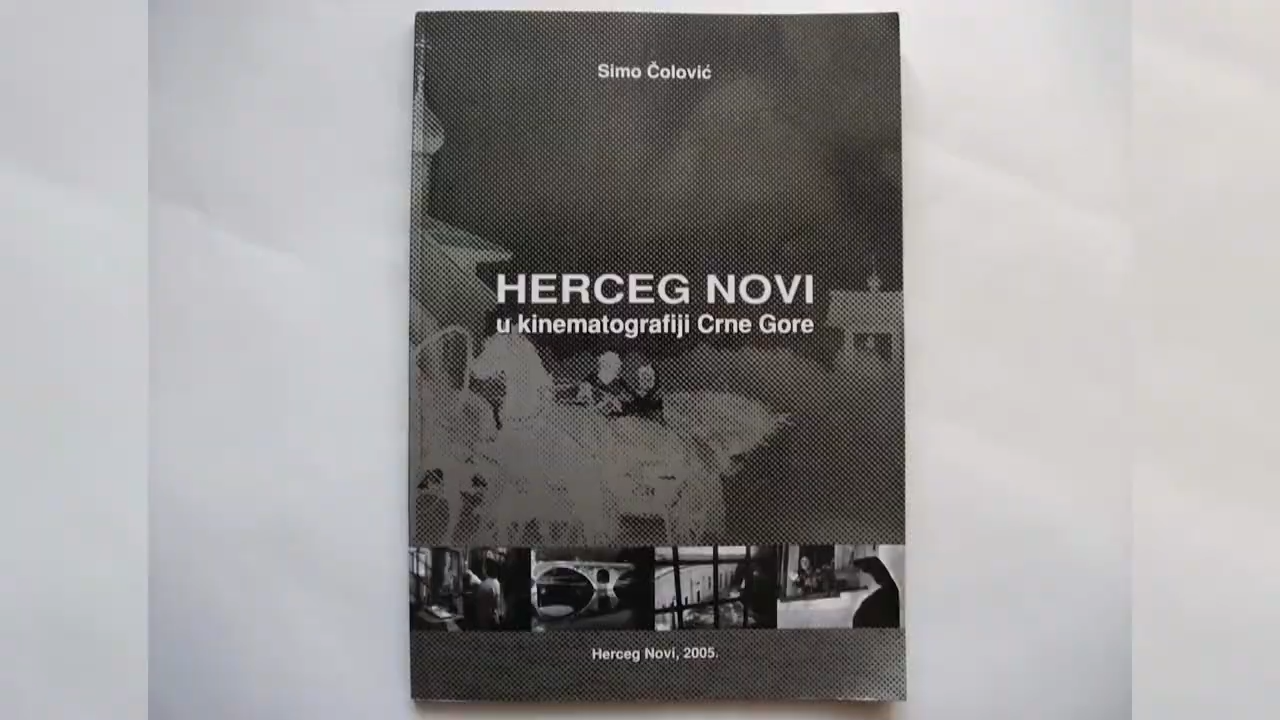 Simo Čolović
HERCEG NOVI
u kinematografiji Crne Gore
Herceg Novi, 2005.